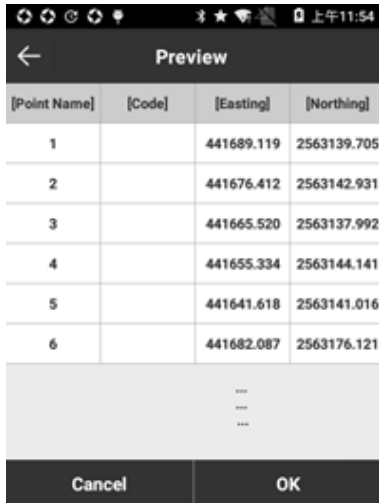 上午11:54
Preview
[Point Name] [Code] [Easting] [Northing]
1 441689.119 2563139.705
2 441676.412 2563142.931
3 441665.520 2563137.992
4 441655.334 2563144.141
5 441641.618 2563141.016
6 441682.087 2563176.121
...
...
...
Cancel OK